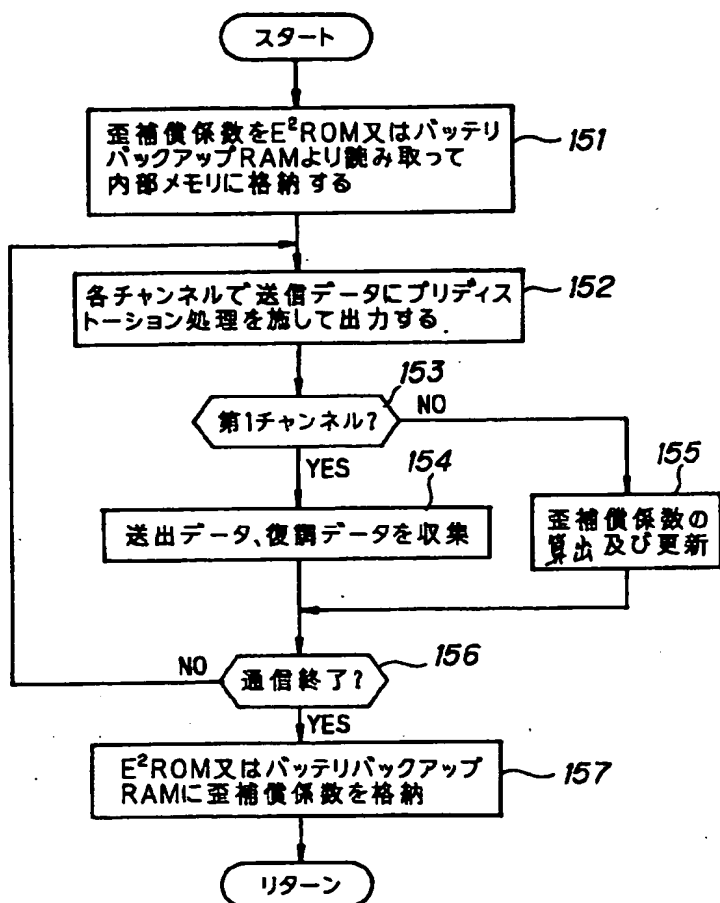 スタート
歪補償係数をE²ROM又はバッテリ
バックアップRAMより読み取って
内部メモリに格納する
151
各チャンネルで送信データにプリディス
トーション処理を施して出力する
152
153
第1チャンネル?
NO
YES
154
155
送出データ、復調データを収集
歪補償係数の
算出及び更新
NO
通信終了?
156
YES
E²ROM又はバッテリバックアップ
RAMに歪補償係数を格納
157
リターン